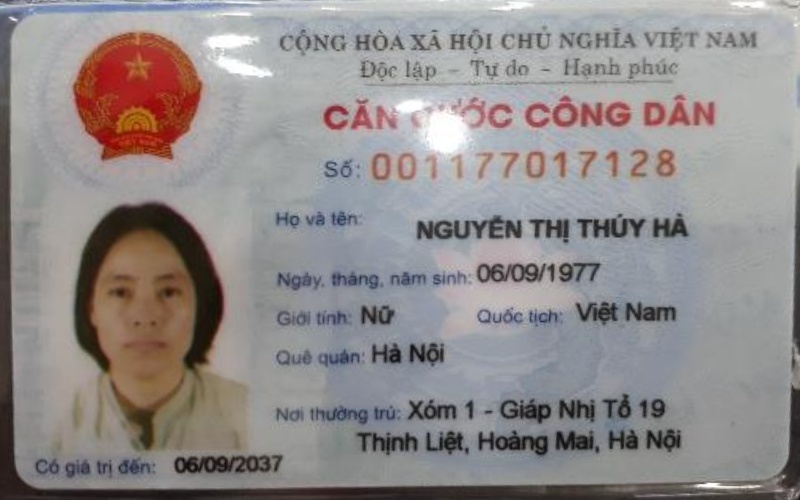 CỘNG HÒA XÃ HỘI CHỦ NGHĨA VIỆT NAM
Độc lập - Tự do - Hạnh phúc
CĂN CƯỚC CÔNG DÂN
Số: 001177017128
Họ và tên: NGUYỄN THỊ THÚY HÀ
Ngày, tháng, năm sinh: 06/09/1977
Giới tính: Nữ Quốc tịch: Việt Nam
Quê quán: Hà Nội
Nơi thường trú: Xóm 1 - Giáp Nhị Tổ 19
Thịnh Liệt, Hoàng Mai, Hà Nội
Có giá trị đến: 06/09/2037